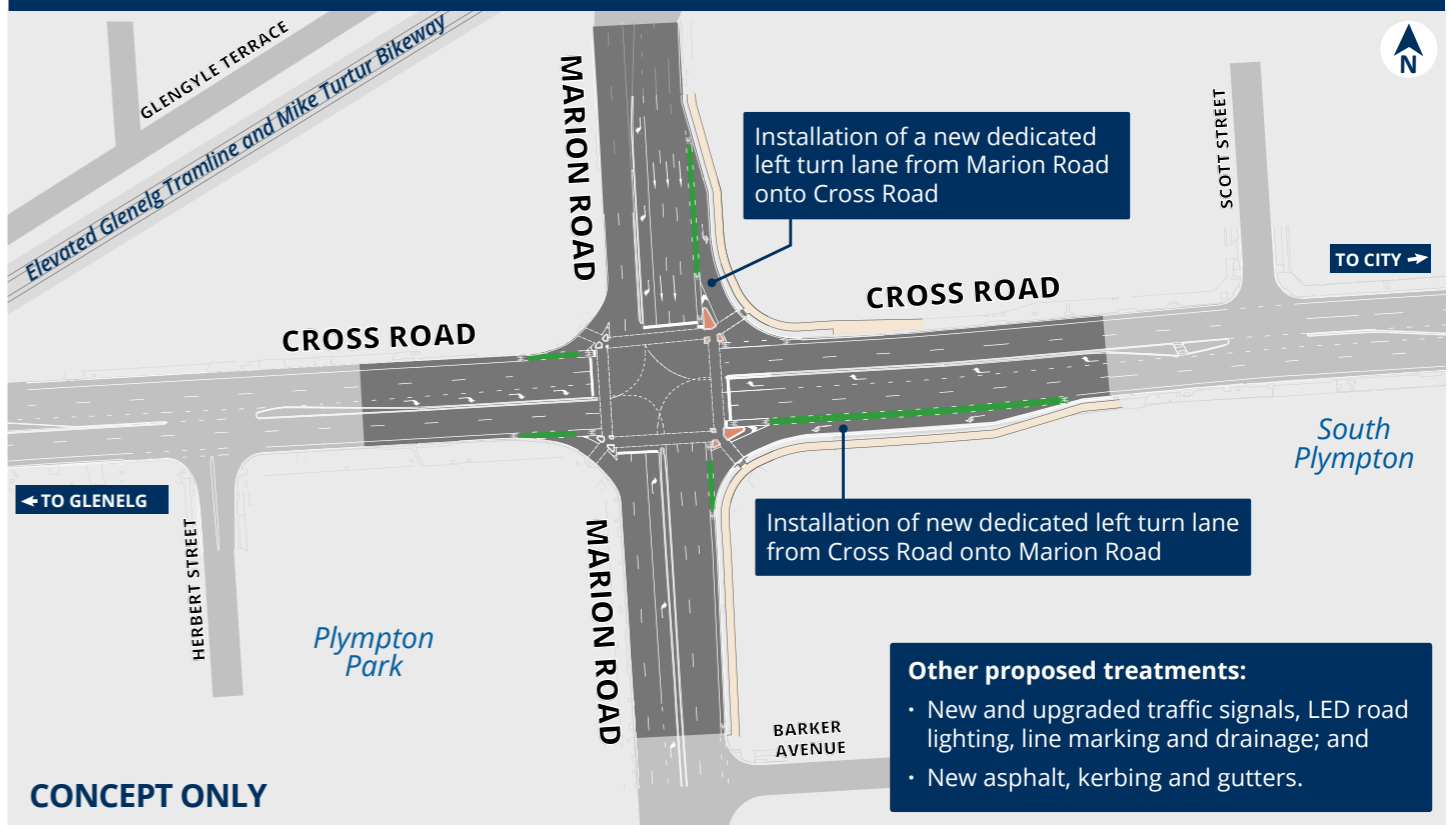 GLENGYLE TERRACE
Elevated Glenelg Tramline and Mike Turtur Bikeway
MARION ROAD
N
Installation of a new dedicated
left turn lane from Marion Road
onto Cross Road
SCOTT STREET
TO CITY →
CROSS ROAD
CROSS ROAD
South
Plympton
← TO GLENELG
Installation of new dedicated left turn lane
from Cross Road onto Marion Road
HERBERT STREET
MARION ROAD
Plympton
Park
Other proposed treatments:
· New and upgraded traffic signals, LED road
lighting, line marking and drainage; and
· New asphalt, kerbing and gutters.
BARKER
AVENUE
CONCEPT ONLY